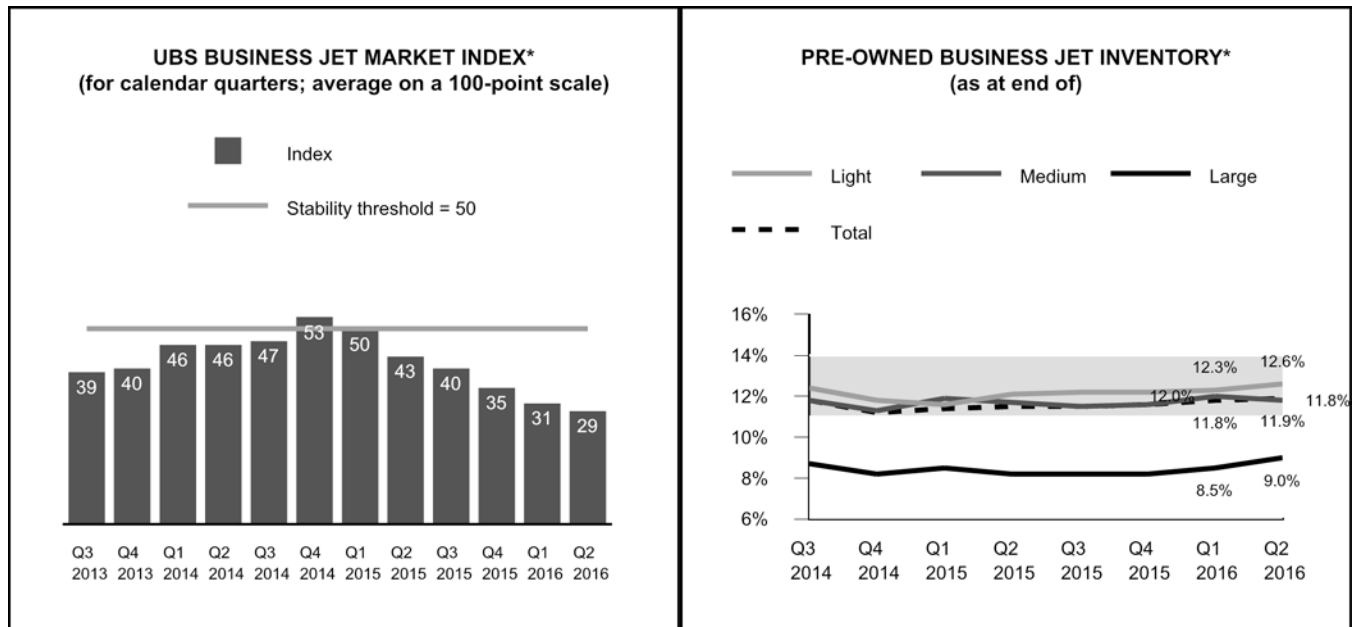 UBS BUSINESS JET MARKET INDEX*
(for calendar quarters; average on a 100-point scale)
Index
Stability threshold = 50
39
40
46
46
47
53
50
43
40
35
31
29
Q3 Q4 Q1 Q2 Q3 Q4 Q1 Q2 Q3 Q4 Q1 Q2
2013 2013 2014 2014 2014 2014 2015 2015 2015 2015 2016 2016
PRE-OWNED BUSINESS JET INVENTORY*
(as at end of)
Light Medium Large
Total
16%
14%
12%
10%
8%
6%
12.3% 12.6%
12.0% 11.8%
11.8% 11.9%
8.5% 9.0%
Q3 Q4 Q1 Q2 Q3 Q4 Q1 Q2
2014 2014 2015 2015 2015 2015 2016 2016